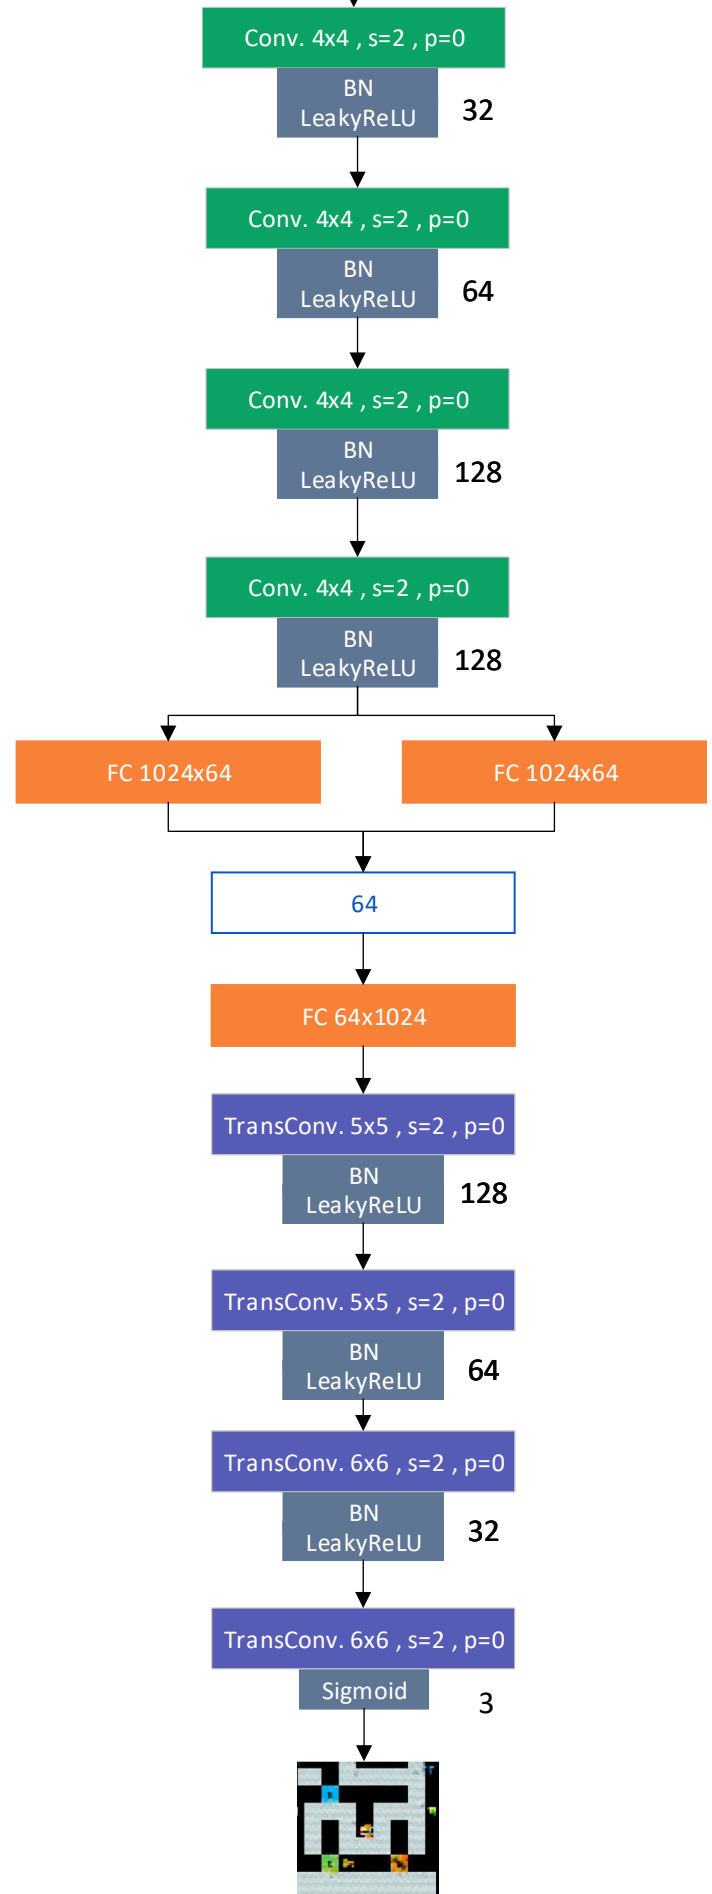 Conv. 4x4 , s=2 , p=0
BN
LeakyReLU
32
Conv. 4x4 , s=2 , p=0
BN
LeakyReLU
64
Conv. 4x4 , s=2 , p=0
BN
LeakyReLU
128
Conv. 4x4 , s=2 , p=0
BN
LeakyReLU
128
FC 1024x64
FC 1024x64
64
FC 64x1024
TransConv. 5x5 , s=2 , p=0
BN
LeakyReLU
128
TransConv. 5x5 , s=2 , p=0
BN
LeakyReLU
64
TransConv. 6x6 , s=2 , p=0
BN
LeakyReLU
32
TransConv. 6x6 , s=2 , p=0
Sigmoid
3